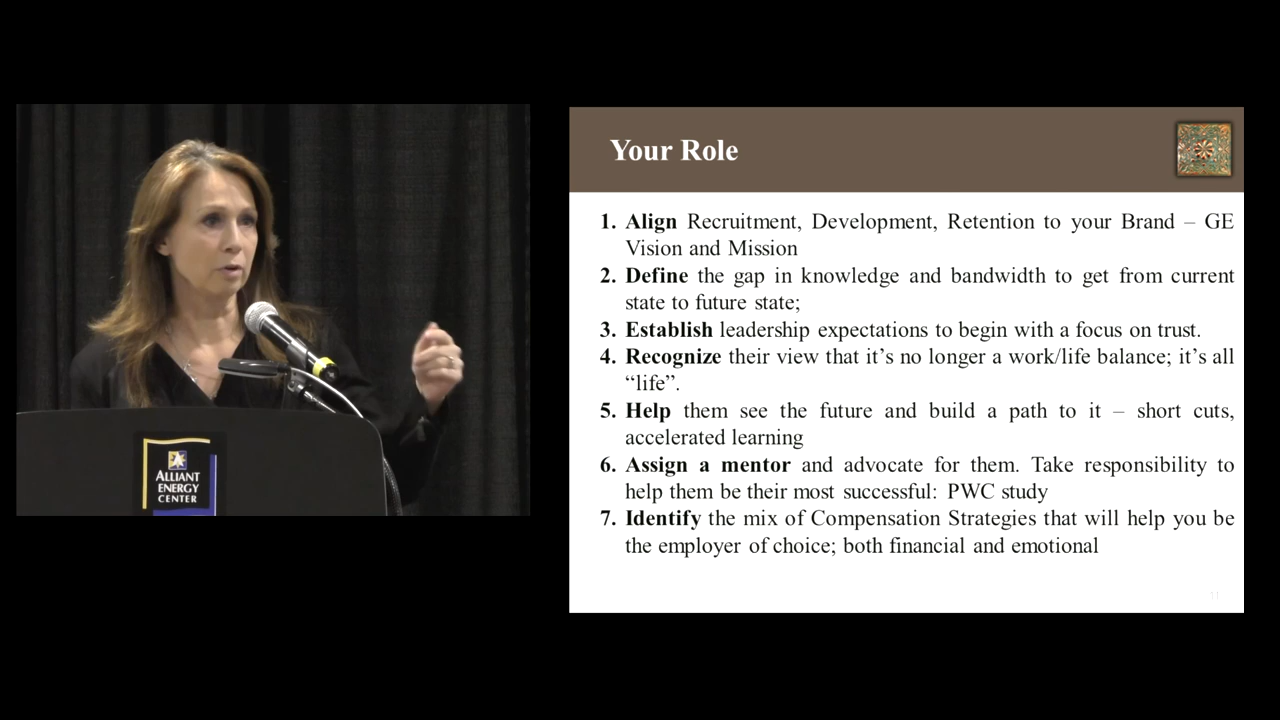 ALLIANT
ENERGY
CENTER
Your Role
1. Align Recruitment, Development, Retention to your Brand – GE
Vision and Mission
2. Define the gap in knowledge and bandwidth to get from current
state to future state;
3. Establish leadership expectations to begin with a focus on trust.
4. Recognize their view that it’s no longer a work/life balance; it’s all
“life”.
5. Help them see the future and build a path to it – short cuts,
accelerated learning
6. Assign a mentor and advocate for them. Take responsibility to
help them be their most successful: PWC study
7. Identify the mix of Compensation Strategies that will help you be
the employer of choice; both financial and emotional
11